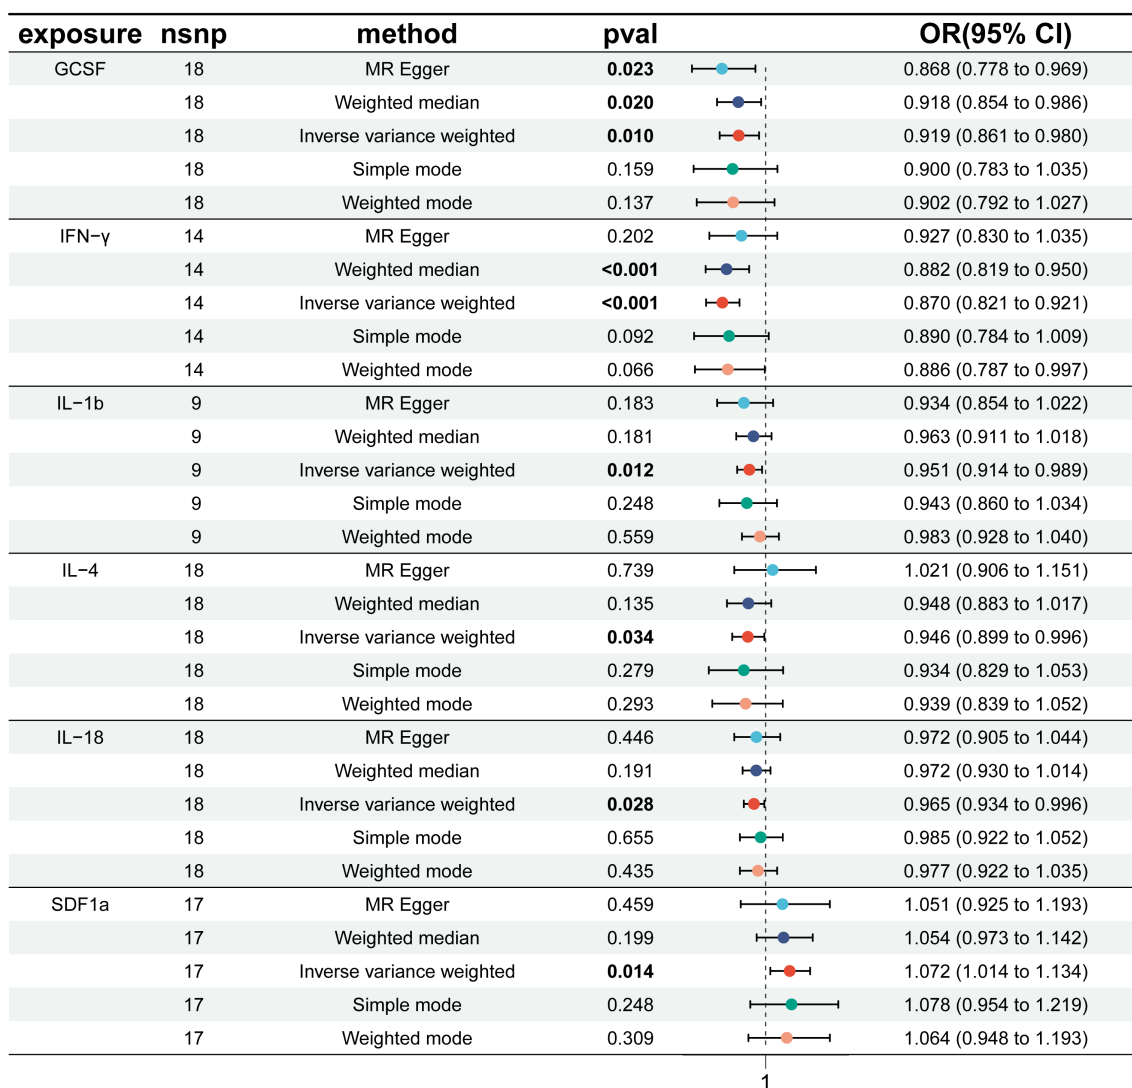 exposure nsnp method pval OR(95% CI)
GCSF 18 MR Egger 0.023 0.868 (0.778 to 0.969)
18 Weighted median 0.020 0.918 (0.854 to 0.986)
18 Inverse variance weighted 0.010 0.919 (0.861 to 0.980)
18 Simple mode 0.159 0.900 (0.783 to 1.035)
18 Weighted mode 0.137 0.902 (0.792 to 1.027)
IFN−γ 14 MR Egger 0.202 0.927 (0.830 to 1.035)
14 Weighted median <0.001 0.882 (0.819 to 0.950)
14 Inverse variance weighted <0.001 0.870 (0.821 to 0.921)
14 Simple mode 0.092 0.890 (0.784 to 1.009)
14 Weighted mode 0.066 0.886 (0.787 to 0.997)
IL−1b 9 MR Egger 0.183 0.934 (0.854 to 1.022)
9 Weighted median 0.181 0.963 (0.911 to 1.018)
9 Inverse variance weighted 0.012 0.951 (0.914 to 0.989)
9 Simple mode 0.248 0.943 (0.860 to 1.034)
9 Weighted mode 0.559 0.983 (0.928 to 1.040)
IL−4 18 MR Egger 0.739 1.021 (0.906 to 1.151)
18 Weighted median 0.135 0.948 (0.883 to 1.017)
18 Inverse variance weighted 0.034 0.946 (0.899 to 0.996)
18 Simple mode 0.279 0.934 (0.829 to 1.053)
18 Weighted mode 0.293 0.939 (0.839 to 1.052)
IL−18 18 MR Egger 0.446 0.972 (0.905 to 1.044)
18 Weighted median 0.191 0.972 (0.930 to 1.014)
18 Inverse variance weighted 0.028 0.965 (0.934 to 0.996)
18 Simple mode 0.655 0.985 (0.922 to 1.052)
18 Weighted mode 0.435 0.977 (0.922 to 1.035)
SDF1a 17 MR Egger 0.459 1.051 (0.925 to 1.193)
17 Weighted median 0.199 1.054 (0.973 to 1.142)
17 Inverse variance weighted 0.014 1.072 (1.014 to 1.134)
17 Simple mode 0.248 1.078 (0.954 to 1.219)
17 Weighted mode 0.309 1.064 (0.948 to 1.193)
1